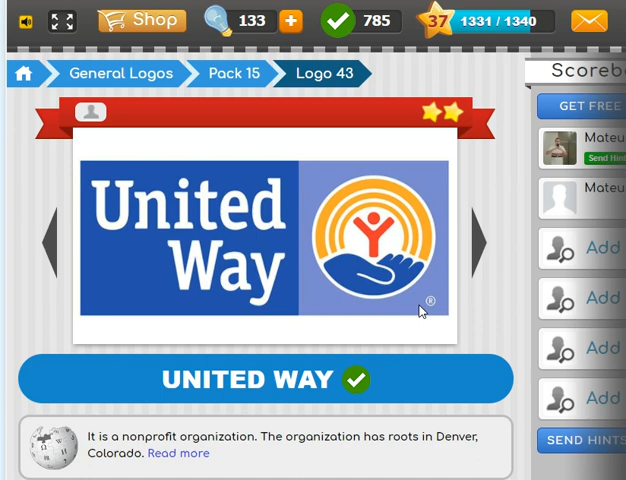 Shop
133
785
37
1331 / 1340
General Logos
Pack 15
Logo 43
United
Way
®
UNITED WAY
It is a nonprofit organization. The organization has roots in Denver,
Colorado. Read more
GET FREE
Mateu
Send Hin
Mateu
Add
Add
Add
Add
SEND HINTS